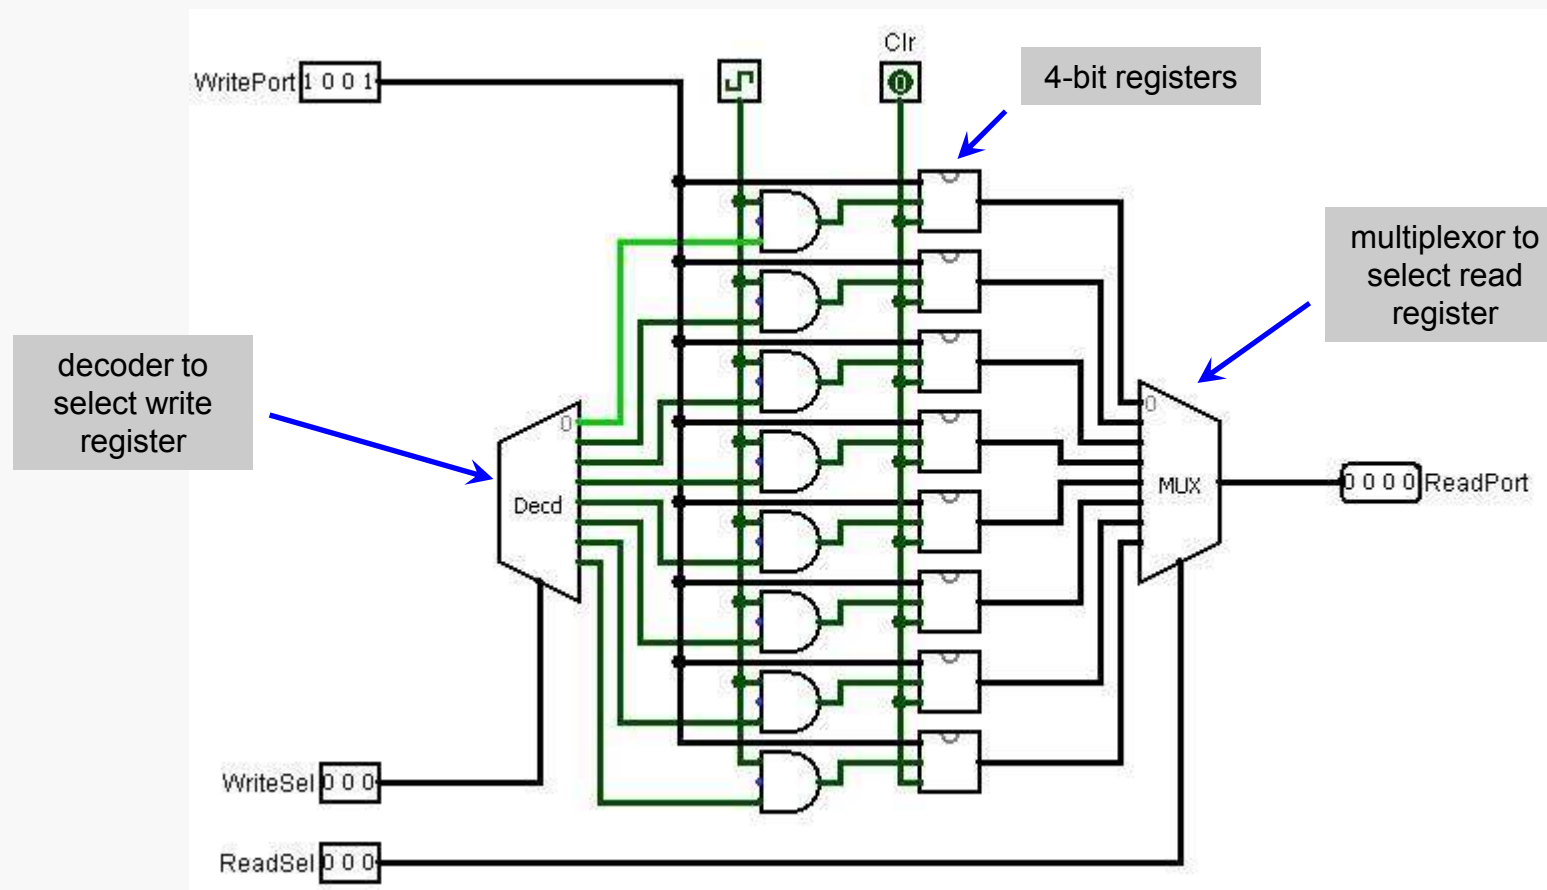 Clr
WritePort 1 0 0 1
4-bit registers
multiplexor to
select read
register
decoder to
select write
register
0
0
Decd
MUX
0 0 0 0 ReadPort
WriteSel 0 0 0
ReadSel 0 0 0
0